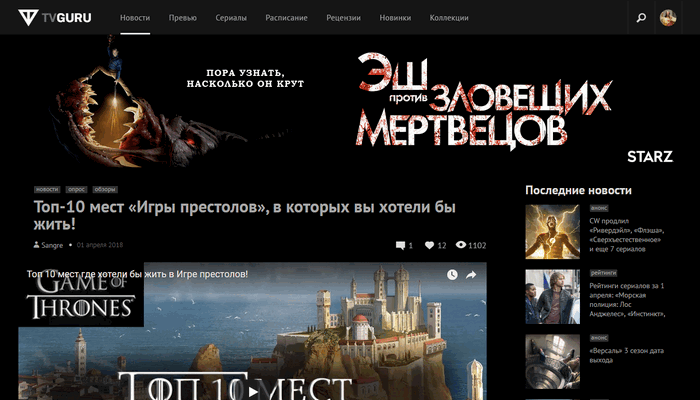 TVGURU
Новости Превью Сериалы Расписание Рецензии Новинки Коллекции
ПОРА УЗНАТЬ,
НАСКОЛЬКО ОН КРУТ
ЭШ
против
ЗЛОВЕЩИХ
МЕРТВЕЦОВ
STARZ
новости опрос обзоры
Топ-10 мест «Игры престолов», в которых вы хотели бы
жить!
Sangre • 01 апреля 2018
1 12 1102
Топ 10 мест где хотели бы жить в Игре престолов!
GAME OF
THRONES
ТОП 10 МЕСТ
Последние новости
анонс
CW продлил
«Ривердэйл», «Флэша»,
«Сверхъестественное»
и еще 7 сериалов
рейтинги
Рейтинги сериалов за 1
апреля: «Морская
полиция: Лос
Анджелес», «Инстинкт»,
анонс
«Версаль» 3 сезон дата
выхода